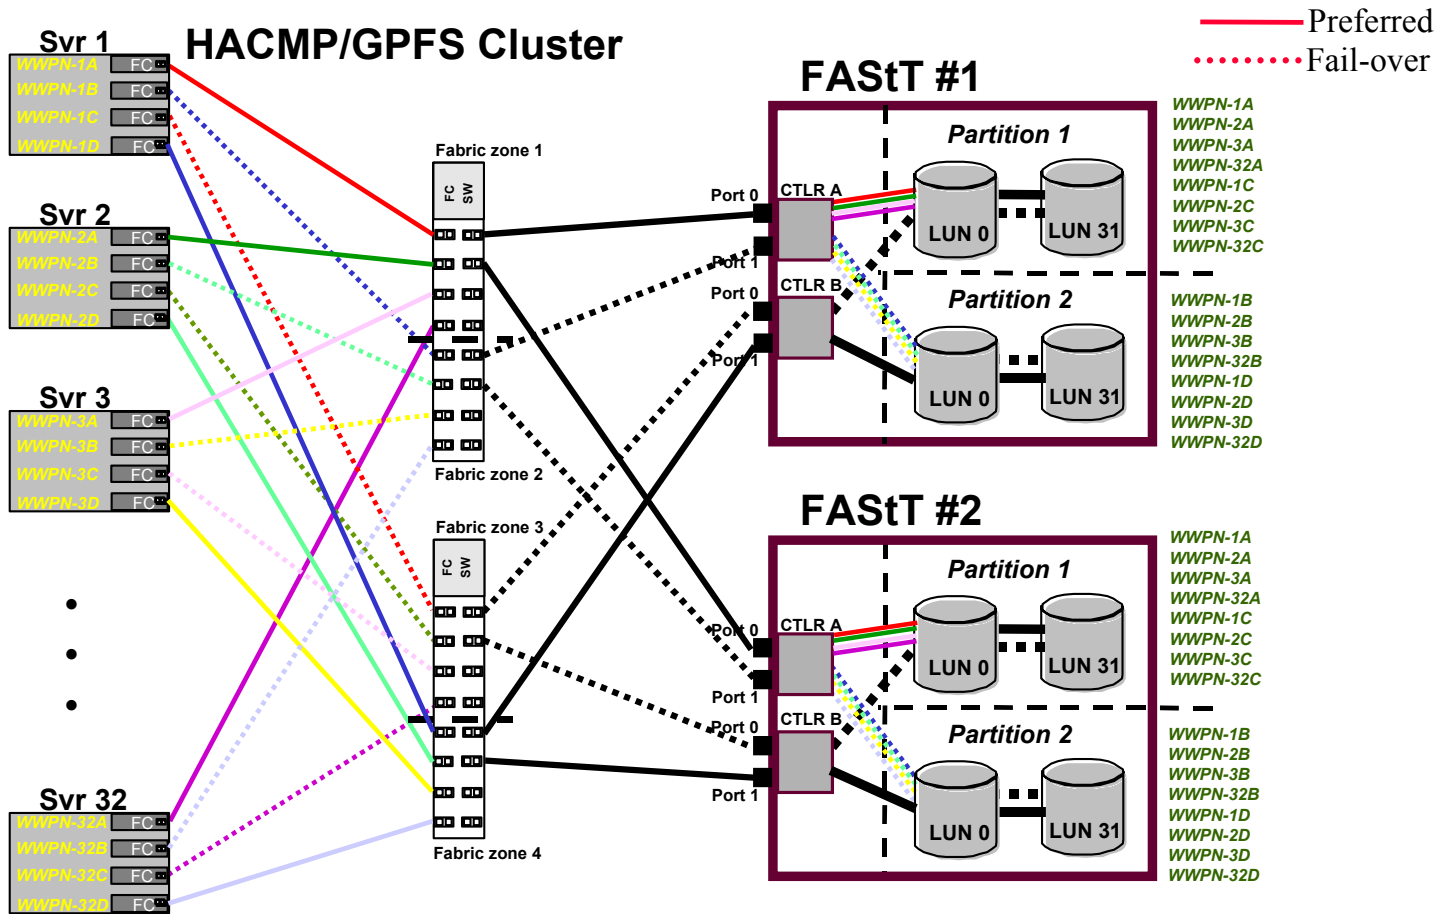 HACMP/GPFS Cluster
Preferred
Fail-over
Svr 1
WWPN-1A FC
WWPN-1B FC
WWPN-1C FC
WWPN-1D FC
Svr 2
WWPN-2A FC
WWPN-2B FC
WWPN-2C FC
WWPN-2D FC
Svr 3
WWPN-3A FC
WWPN-3B FC
WWPN-3C FC
WWPN-3D FC
Svr 32
WWPN-32A FC
WWPN-32B FC
WWPN-32C FC
WWPN-32D FC
Fabric zone 1
FC
SW
Fabric zone 2
Fabric zone 3
FC
SW
Fabric zone 4
FAStT #1
Port 0
CTLR A
Port 1
Port 0
CTLR B
Port 1
Partition 1
LUN 0
LUN 31
Partition 2
LUN 0
LUN 31
WWPN-1A
WWPN-2A
WWPN-3A
WWPN-32A
WWPN-1C
WWPN-2C
WWPN-3C
WWPN-32C
WWPN-1B
WWPN-2B
WWPN-3B
WWPN-32B
WWPN-1D
WWPN-2D
WWPN-3D
WWPN-32D
FAStT #2
Port 0
CTLR A
Port 1
Port 0
CTLR B
Port 1
Partition 1
LUN 0
LUN 31
Partition 2
LUN 0
LUN 31
WWPN-1A
WWPN-2A
WWPN-3A
WWPN-32A
WWPN-1C
WWPN-2C
WWPN-3C
WWPN-32C
WWPN-1B
WWPN-2B
WWPN-3B
WWPN-32B
WWPN-1D
WWPN-2D
WWPN-3D
WWPN-32D